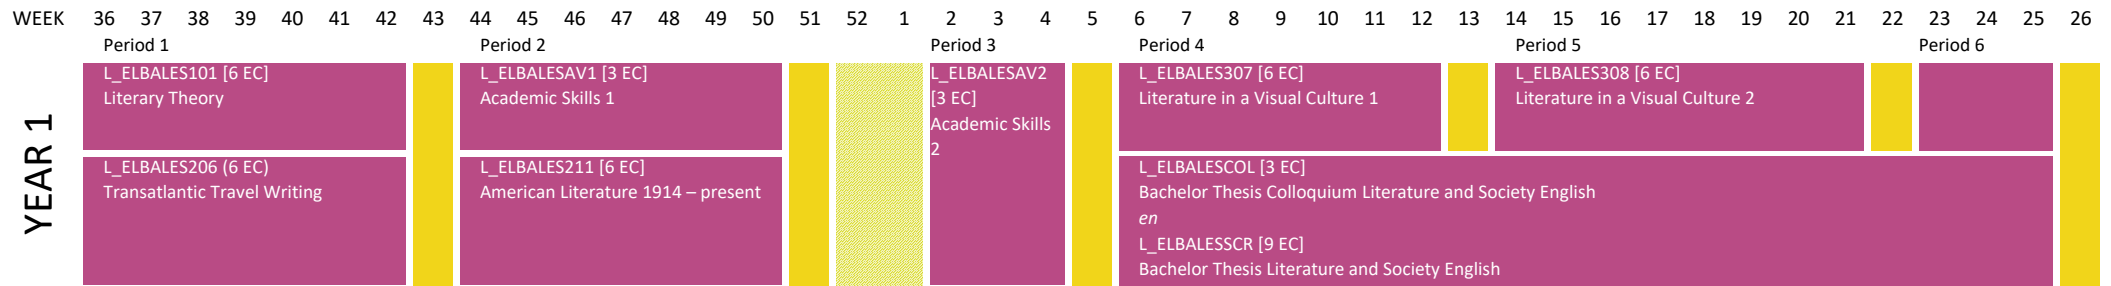 WEEK 36 37 38 39 40 41 42 43 44 45 46 47 48 49 50 51 52 1 2 3 4 5 6 7 8 9 10 11 12 13 14 15 16 17 18 19 20 21 22 23 24 25 26
Period 1 Period 2 Period 3 Period 4 Period 5 Period 6
YEAR 1
L_ELBALES101 [6 EC]
Literary Theory
L_ELBALES206 (6 EC)
Transatlantic Travel Writing
L_ELBALESAV1 [3 EC]
Academic Skills 1
L_ELBALES211 [6 EC]
American Literature 1914 – present
L_ELBALESAV2
[3 EC]
Academic Skills
2
L_ELBALES307 [6 EC]
Literature in a Visual Culture 1
L_ELBALES308 [6 EC]
Literature in a Visual Culture 2
L_ELBALESCOL [3 EC]
Bachelor Thesis Colloquium Literature and Society English
en
L_ELBALESSCR [9 EC]
Bachelor Thesis Literature and Society English